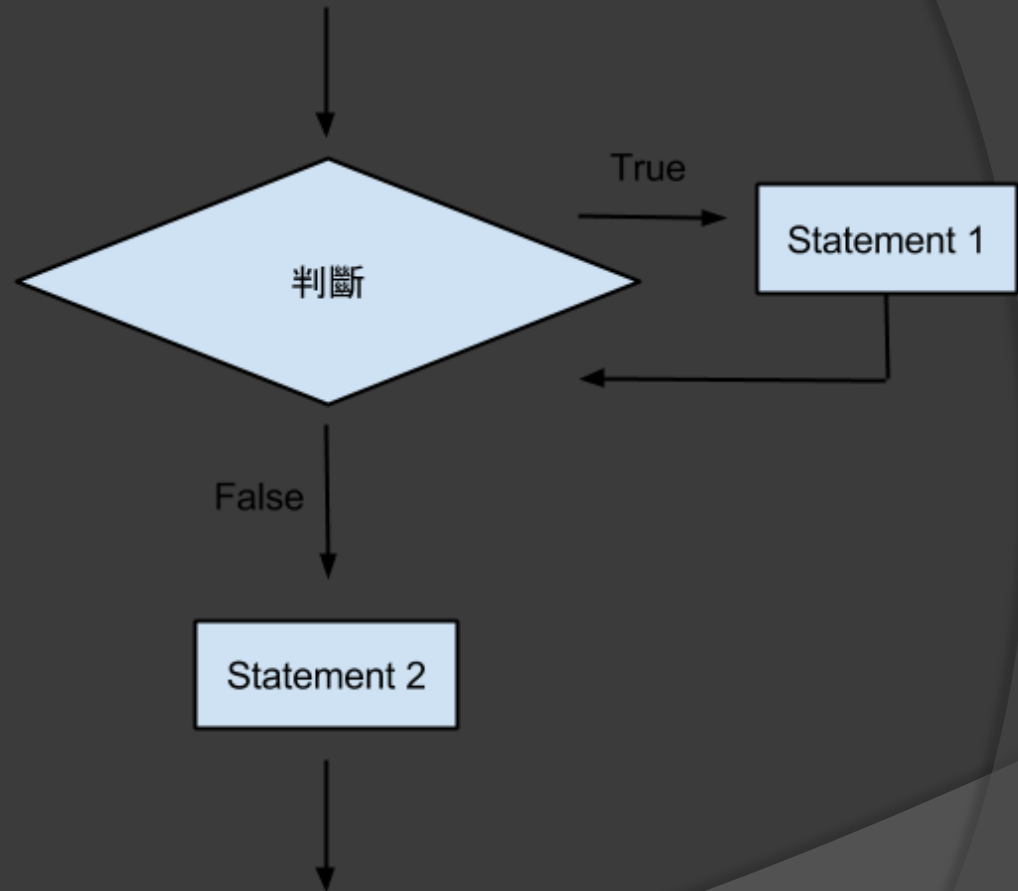 True
Statement 1
判斷
False
Statement 2